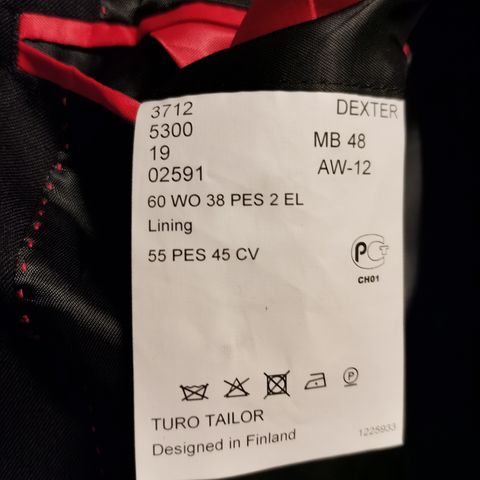 3712 DEXTER
5300
19 MB 48
02591 AW-12
60 WO 38 PES 2 EL
Lining
55 PES 45 CV
PCT
CH01
P
TURO TAILOR
Designed in Finland 1225933